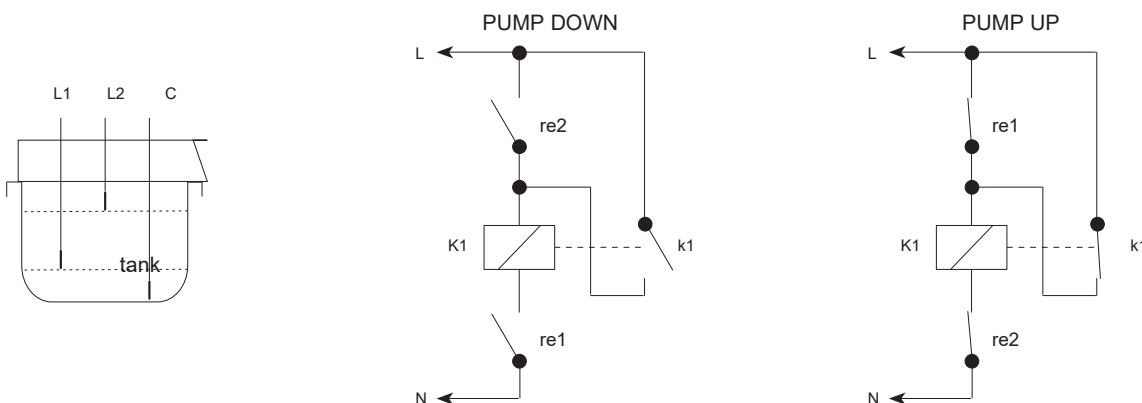 PUMP DOWN
PUMP UP
L
L
L1 L2 C
re2
re1
K1
k1
K1
k1
tank
re1
re2
N
N